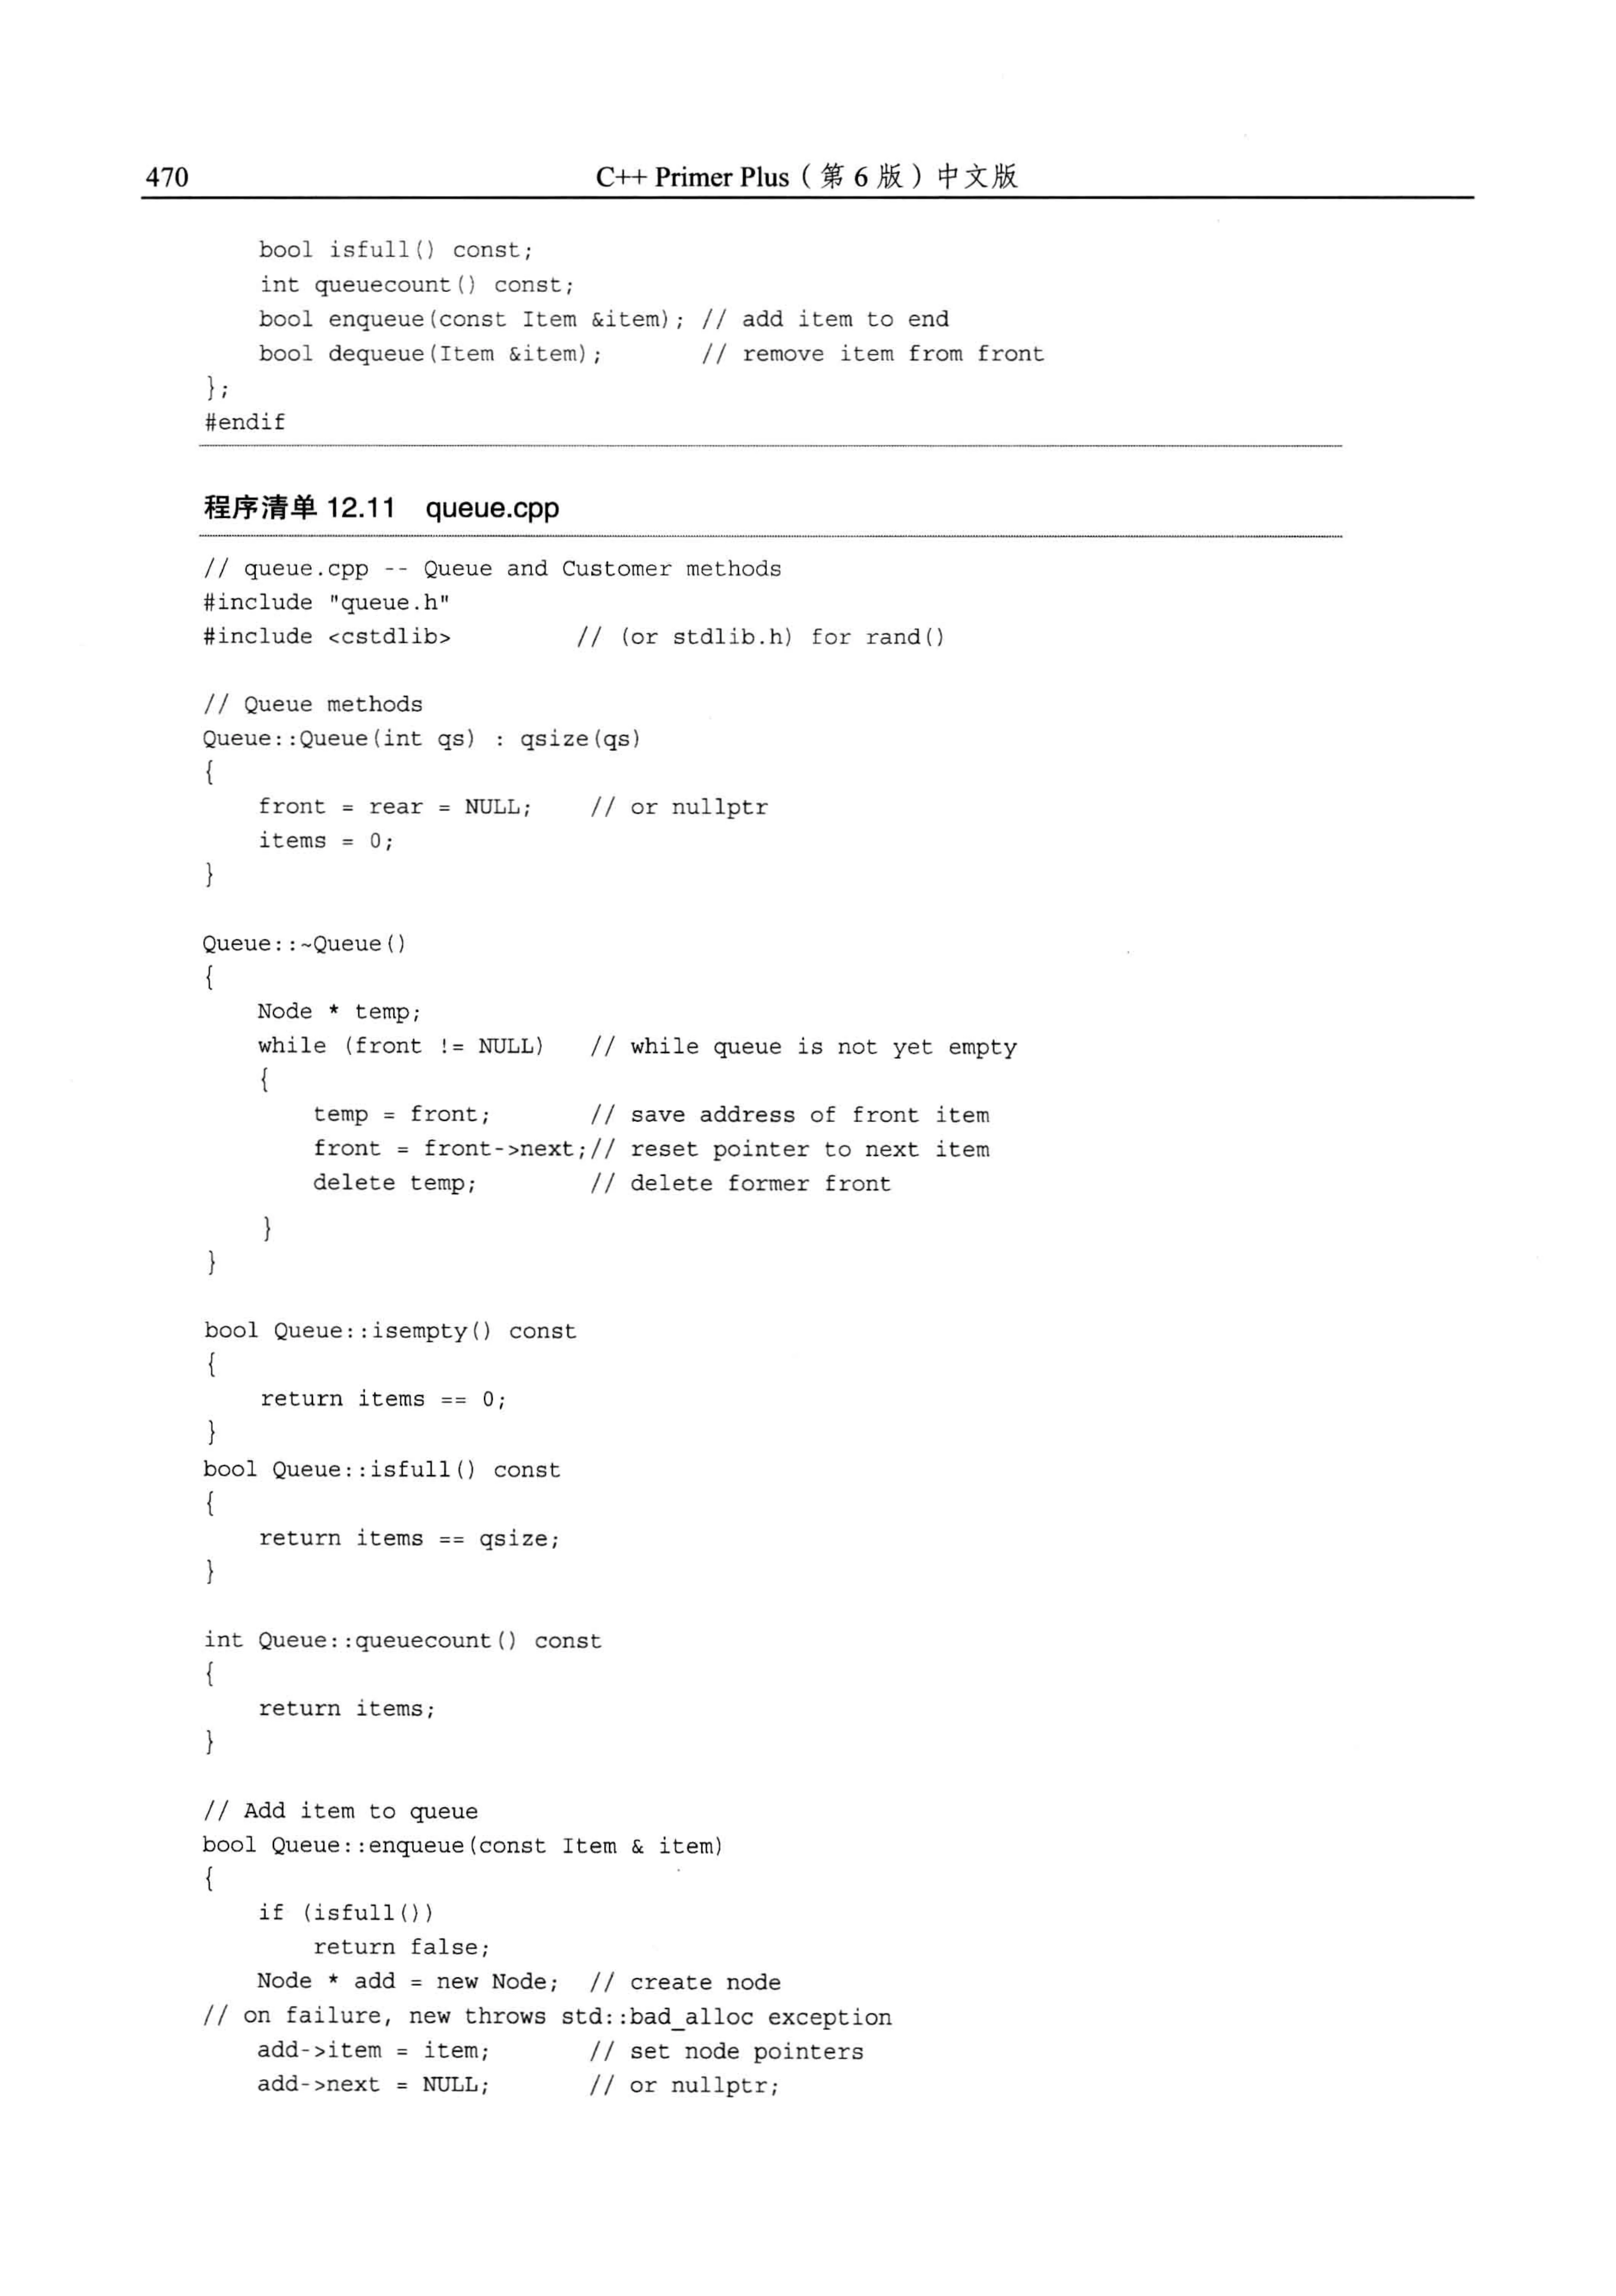 470
C++ Primer Plus（第 6 版）中文版
    bool isfull() const;
    int queuecount() const;
    bool enqueue(const Item &item); // add item to end
    bool dequeue(Item &item);       // remove item from front
};
#endif
程序清单 12.11  queue.cpp
// queue.cpp -- Queue and Customer methods
#include "queue.h"
#include <cstdlib>         // (or stdlib.h) for rand()
// Queue methods
Queue::Queue(int qs) : qsize(qs)
{
    front = rear = NULL;    // or nullptr
    items = 0;
}
Queue::~Queue()
{
    Node * temp;
    while (front != NULL)   // while queue is not yet empty
    {
        temp = front;       // save address of front item
        front = front->next;// reset pointer to next item
        delete temp;        // delete former front
    }
}
bool Queue::isempty() const
{
    return items == 0;
}
bool Queue::isfull() const
{
    return items == qsize;
}
int Queue::queuecount() const
{
    return items;
}
// Add item to queue
bool Queue::enqueue(const Item & item)
{
    if (isfull())
        return false;
    Node * add = new Node;  // create node
// on failure, new throws std::bad_alloc exception
    add->item = item;       // set node pointers
    add->next = NULL;       // or nullptr;